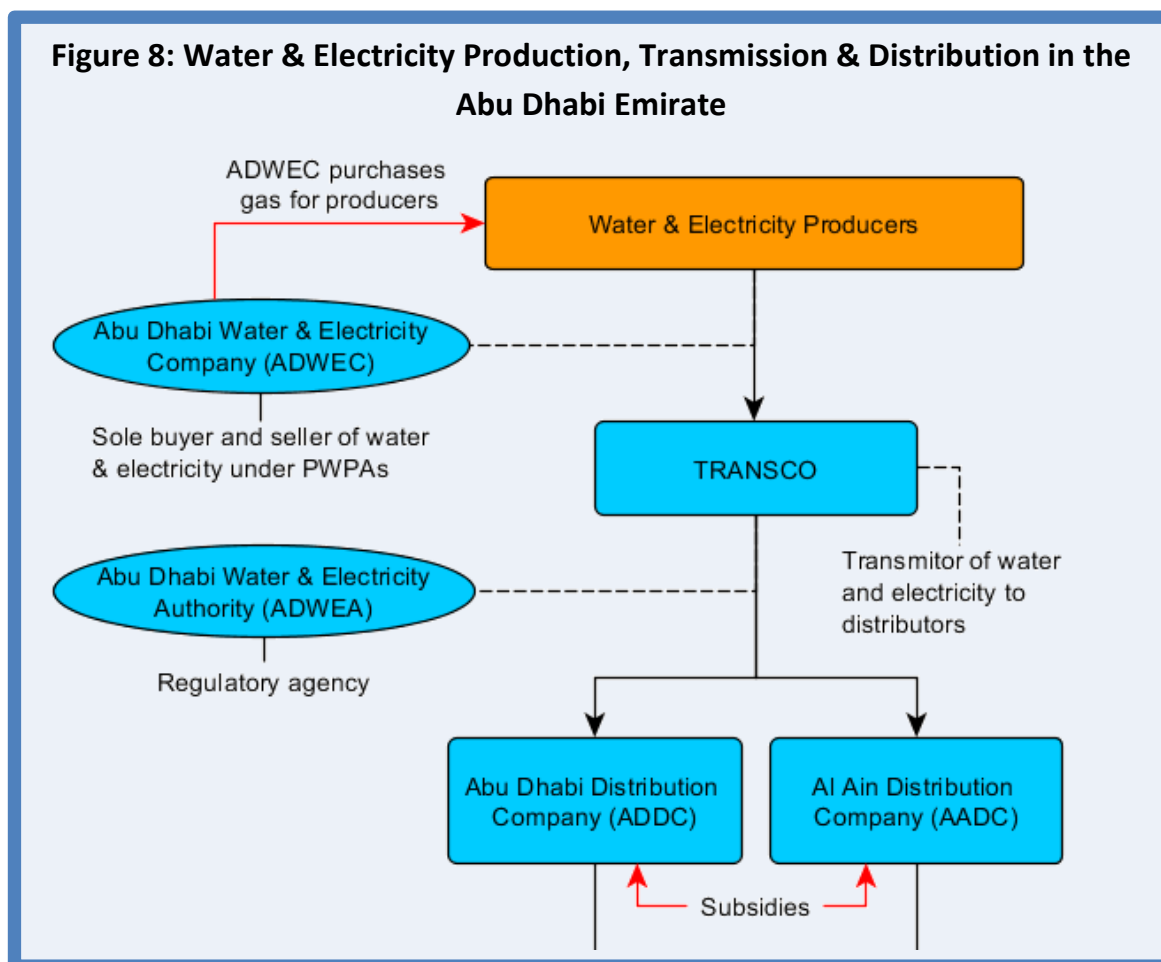 Figure 8: Water & Electricity Production, Transmission & Distribution in the
Abu Dhabi Emirate
ADWEC purchases
gas for producers
Water & Electricity Producers
Abu Dhabi Water & Electricity
Company (ADWEC)
Sole buyer and seller of water
& electricity under PWPAs
TRANSCO
Abu Dhabi Water & Electricity
Authority (ADWEA)
Transmitor of water
and electricity to
distributors
Regulatory agency
Abu Dhabi Distribution
Company (ADDC)
Al Ain Distribution
Company (AADC)
Subsidies